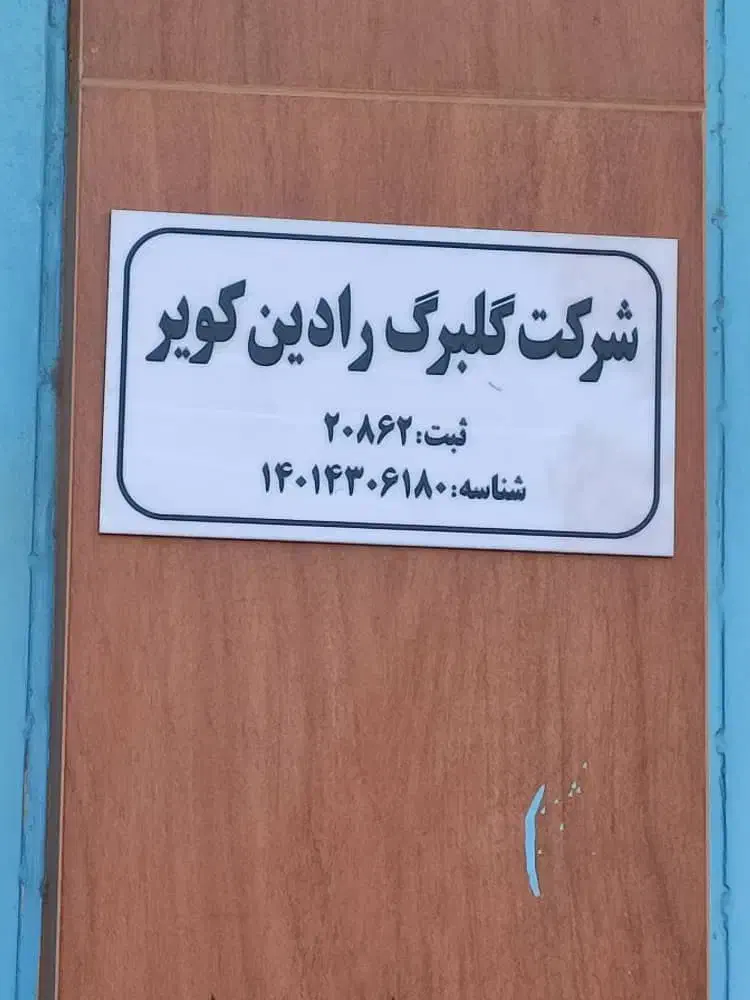 شرکت گلبرگ رادین کویر
ثبت: ۲۰۸۶۲
شناسه: ۱۴۰۱۴۳۰۶۱۸۰